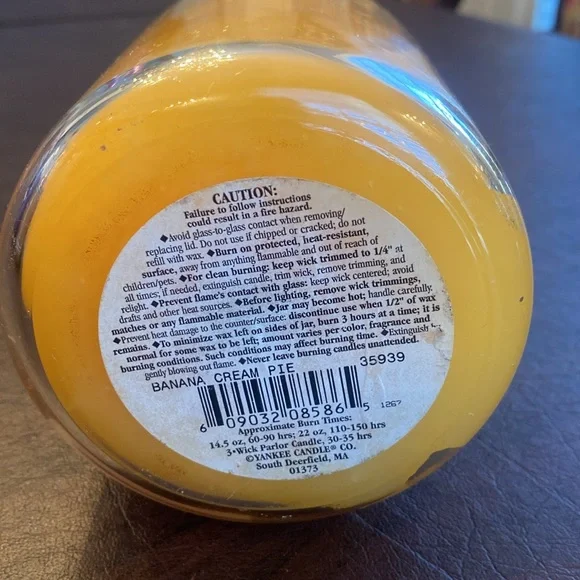 CAUTION:
Failure to follow instructions
could result in a fire hazard.
◆Avoid glass-to-glass contact when removing/
replacing lid. Do not use if chipped or cracked; do not
refill with wax. ◆Burn on protected, heat-resistant,
surface, away from anything flammable and out of reach of
children/pets. ◆For clean burning: keep wick trimmed to 1/4" at
all times, if needed, extinguish candle, trim wick, remove trimming, and
relight. ◆Prevent flame's contact with glass: keep wick centered; avoid
drafts and other heat sources. ◆Before lighting, remove wick trimmings,
matches or any flammable material. ◆Jar may become hot; handle carefully.
◆Prevent heat damage to the counter/surface: discontinue use when 1/2" of wax
remains. ◆To minimize wax left on sides of jar, burn 3 hours at a time; it is
normal for some wax to be left; amount varies per color, fragrance and
burning conditions. Such conditions may affect burning time. ◆Extinguish by
gently blowing out flame. ◆Never leave burning candles unattended.
BANANA CREAM PIE 35939
6 09032 08586 5 1267
Approximate Burn Times:
14.5 oz, 60-90 hrs; 22 oz, 110-150 hrs
3•Wick Parlor Candle, 30-35 hrs
©YANKEE CANDLE® CO.
South Deerfield, MA
01373